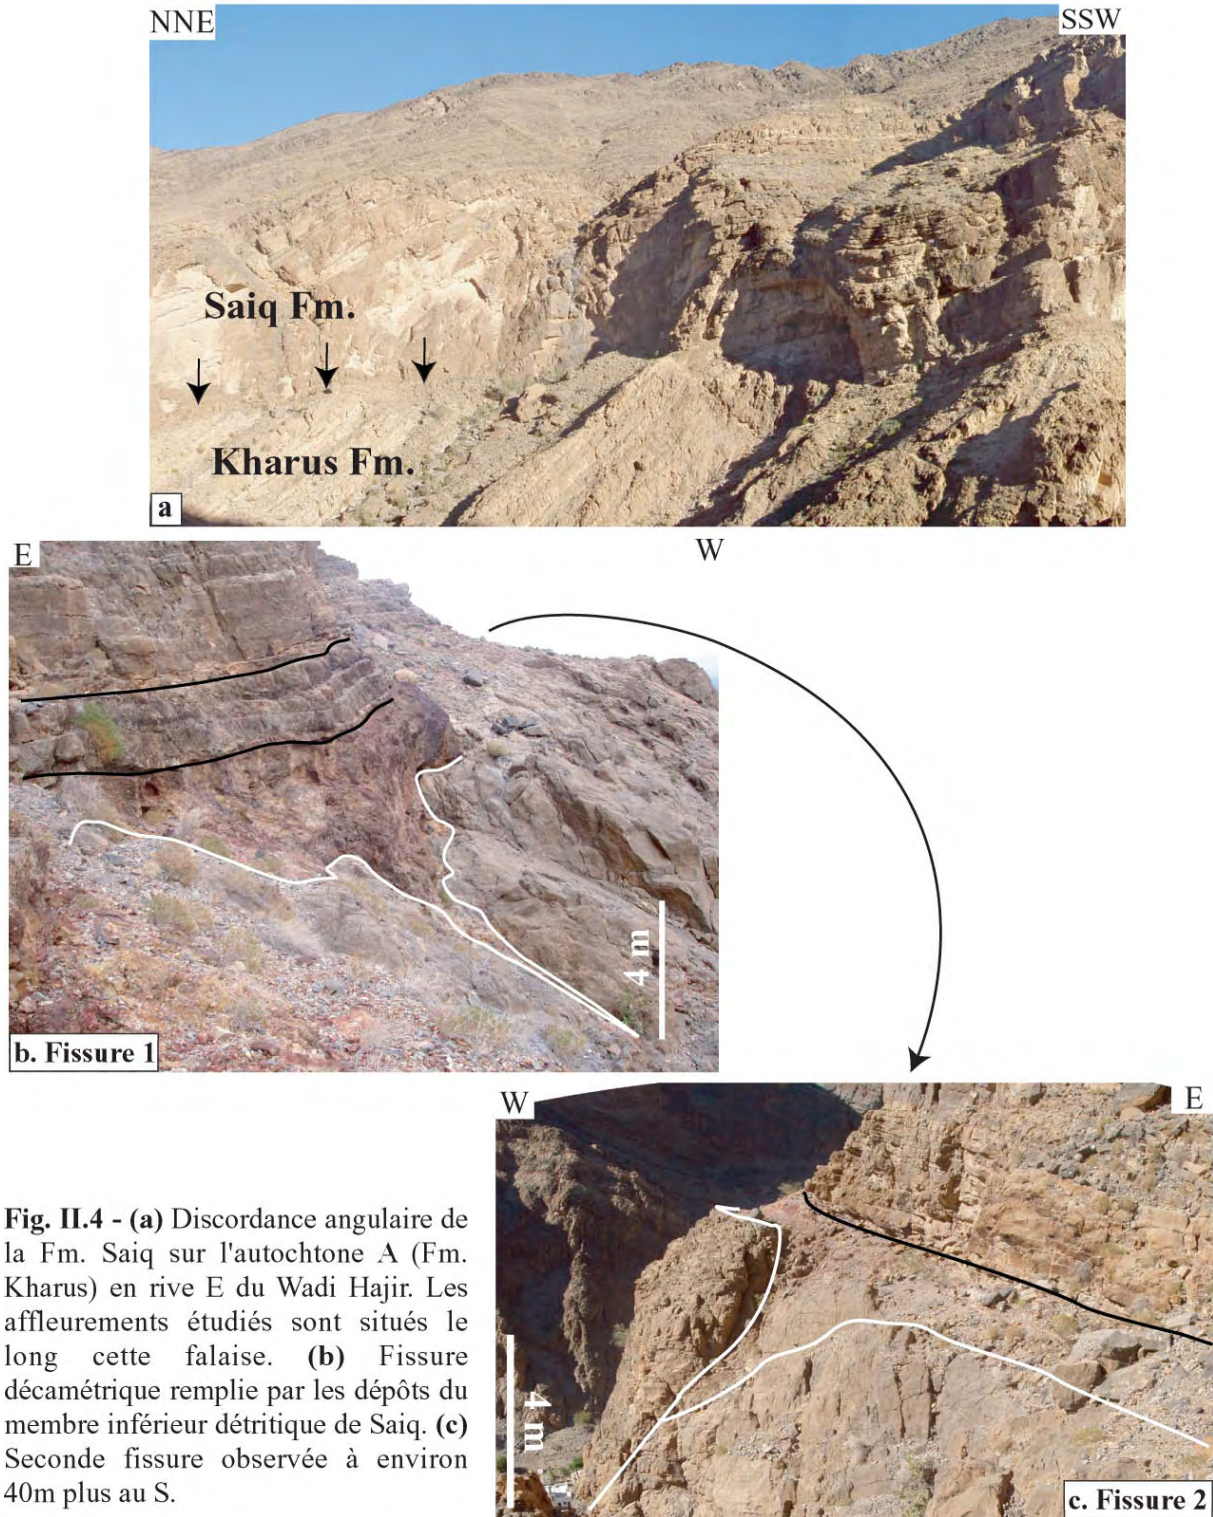 NNE
SSW
Saiq Fm.
Kharus Fm.
a
E
W
4 m
b. Fissure 1
W
E
4 m
c. Fissure 2
Fig. II.4 - (a) Discordance angulaire de
la Fm. Saiq sur l'autochtone A (Fm.
Kharus) en rive E du Wadi Hajir. Les
affleurements étudiés sont situés le
long cette falaise. (b) Fissure
décamétrique remplie par les dépôts du
membre inférieur détritique de Saiq. (c)
Seconde fissure observée à environ
40m plus au S.